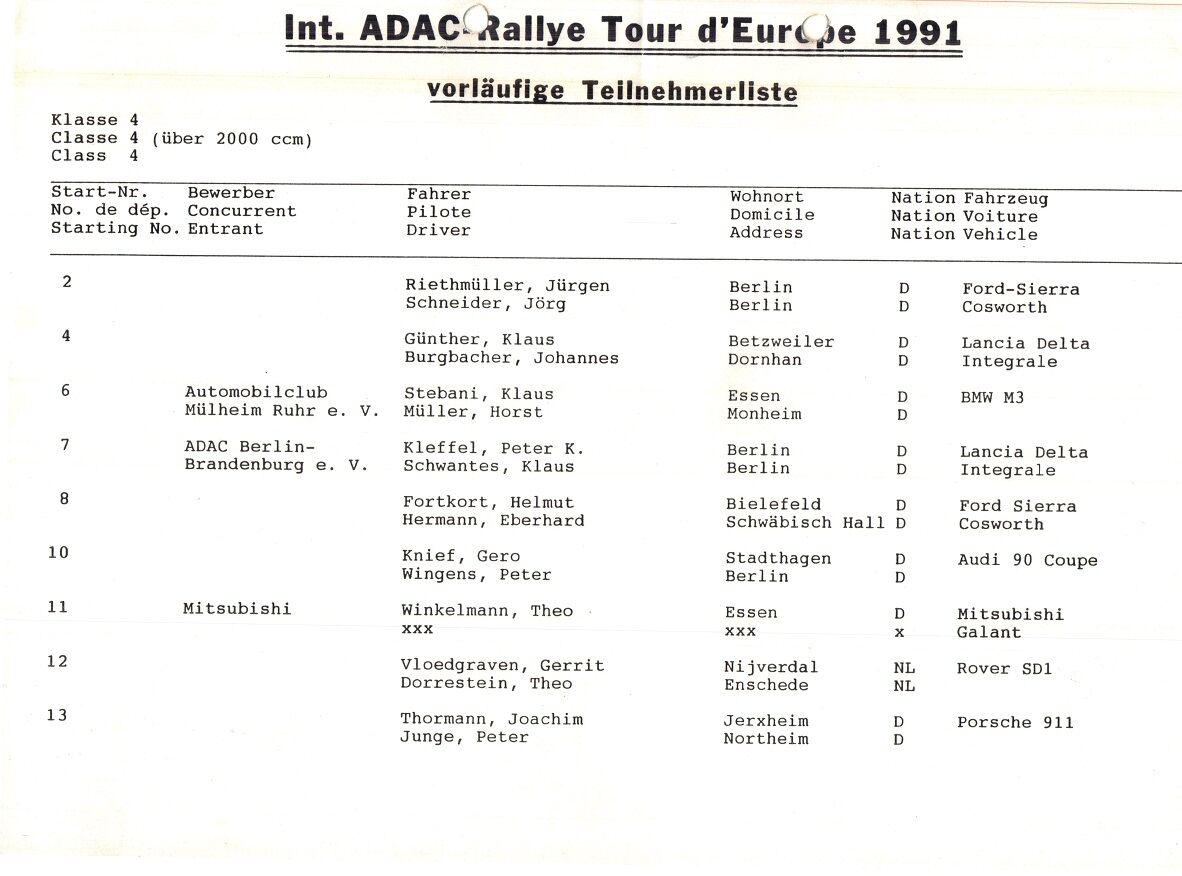 Int. ADAC-Rallye Tour d'Europe 1991
vorläufige Teilnehmerliste
Klasse 4
Classe 4 (über 2000 ccm)
Class 4
Start-Nr. Bewerber Fahrer Wohnort Nation Fahrzeug
No. de dép. Concurrent Pilote Domicile Nation Voiture
Starting No. Entrant Driver Address Nation Vehicle
2 Riethmüller, Jürgen Berlin D Ford-Sierra
Schneider, Jörg Berlin D Cosworth
4 Günther, Klaus Betzweiler D Lancia Delta
Burgbacher, Johannes Dornhan D Integrale
6 Automobilclub Stebani, Klaus Essen D BMW M3
Mülheim Ruhr e. V. Müller, Horst Monheim D
7 ADAC Berlin- Kleffel, Peter K. Berlin D Lancia Delta
Brandenburg e. V. Schwantes, Klaus Berlin D Integrale
8 Fortkort, Helmut Bielefeld D Ford Sierra
Hermann, Eberhard Schwäbisch Hall D Cosworth
10 Knief, Gero Stadthagen D Audi 90 Coupe
Wingens, Peter Berlin D
11 Mitsubishi Winkelmann, Theo Essen D Mitsubishi
xxx xxx x Galant
12 Vloedgraven, Gerrit Nijverdal NL Rover SD1
Dorrestein, Theo Enschede NL
13 Thormann, Joachim Jerxheim D Porsche 911
Junge, Peter Northeim D